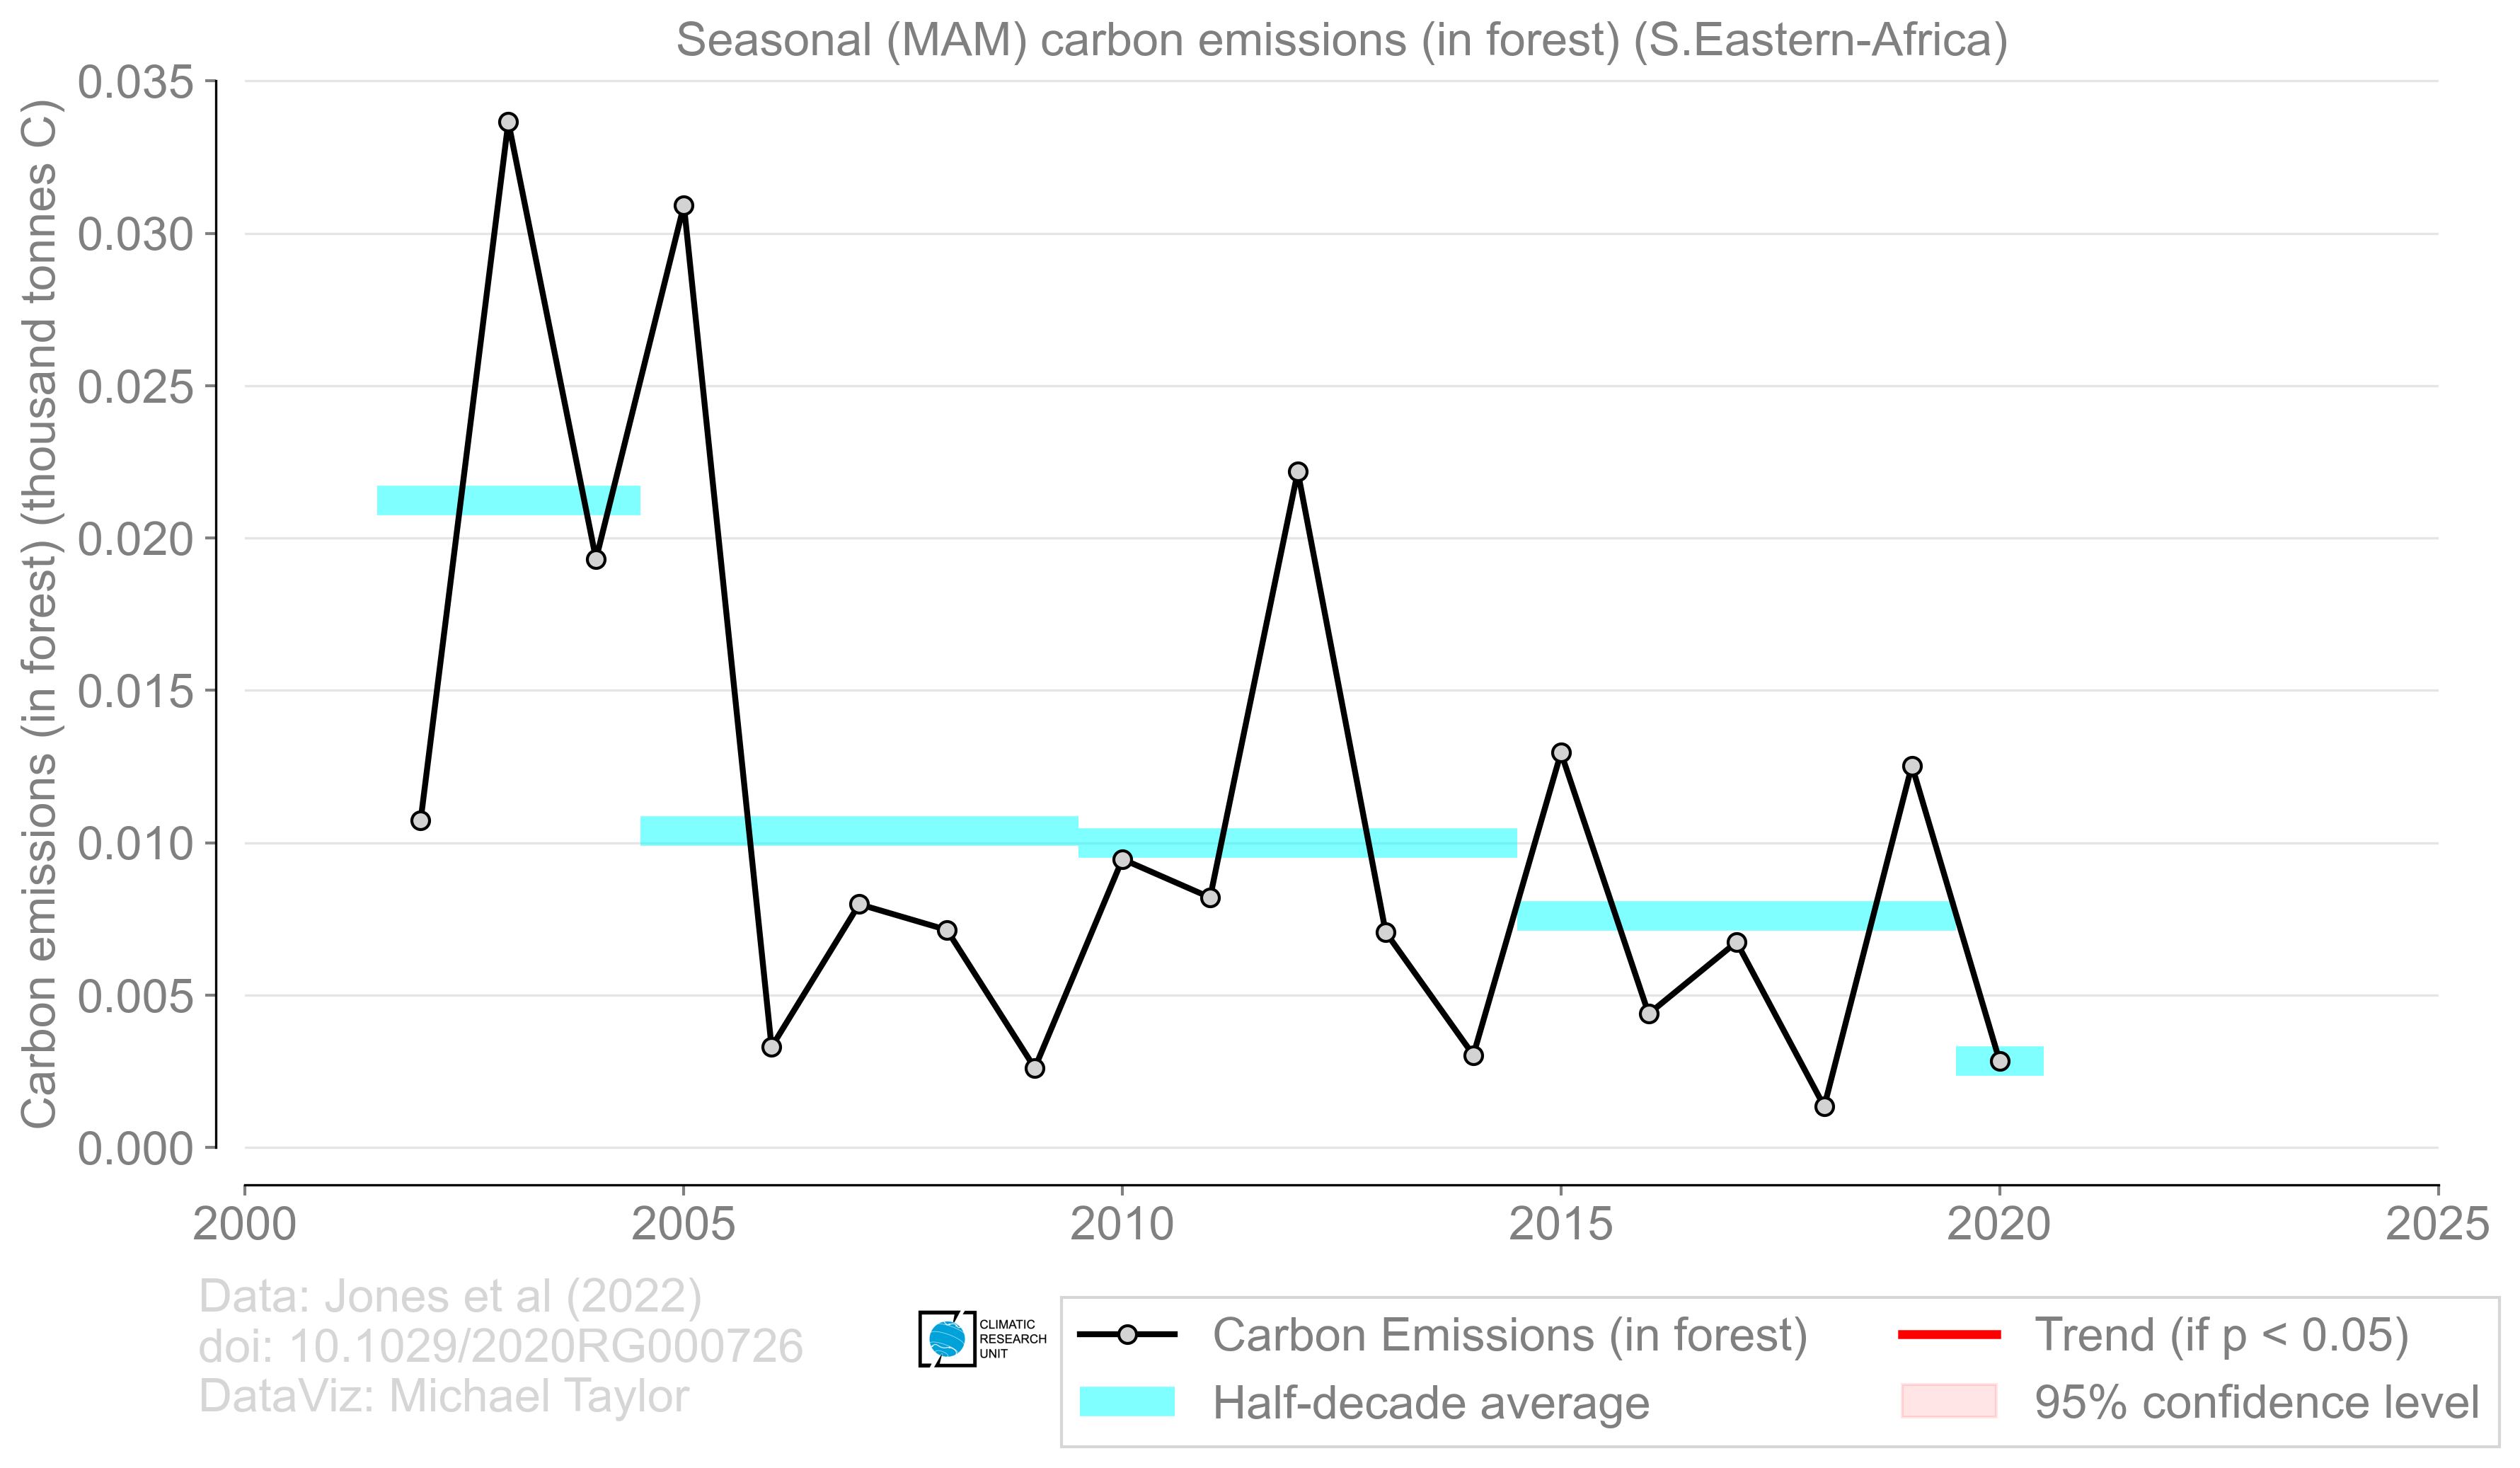 Seasonal (MAM) carbon emissions (in forest) (S.Eastern-Africa)
Carbon emissions (in forest) (thousand tonnes C)
0.035
0.030
0.025
0.020
0.015
0.010
0.005
0.000
2000
2005
2010
2015
2020
2025
Data: Jones et al (2022)
doi: 10.1029/2020RG000726
DataViz: Michael Taylor
CLIMATIC
RESEARCH
UNIT
Carbon Emissions (in forest)
Half-decade average
Trend (if p < 0.05)
95% confidence level